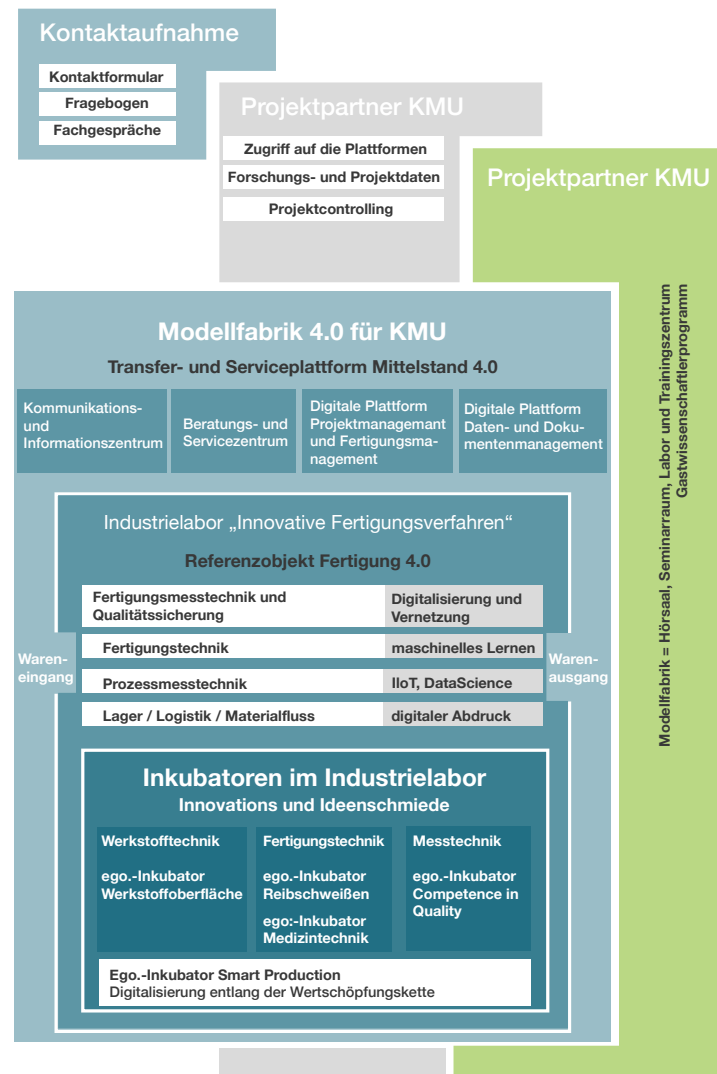 Kontaktaufnahme
Kontaktformular
Fragebogen
Fachgespräche
Projektpartner KMU
Zugriff auf die Plattformen
Forschungs- und Projektdaten
Projektcontrolling
Projektpartner KMU
Modellfabrik = Hörsaal, Seminarraum, Labor und Trainingszentrum
Gastwissenschaftlerprogramm
Modellfabrik 4.0 für KMU
Transfer- und Serviceplattform Mittelstand 4.0
Kommunikations-
und
Informationszentrum
Beratungs- und
Servicezentrum
Digitale Plattform
Projektmanagemant
und Fertigungsma-
nagement
Digitale Plattform
Daten- und Doku-
mentenmanagement
Industrielabor „Innovative Fertigungsverfahren“
Referenzobjekt Fertigung 4.0
Fertigungsmesstechnik und
Qualitätssicherung
Digitalisierung und
Vernetzung
Fertigungstechnik
maschinelles Lernen
Waren-
eingang
Waren-
ausgang
Prozessmesstechnik
IIoT, DataScience
Lager / Logistik / Materialfluss
digitaler Abdruck
Inkubatoren im Industrielabor
Innovations und Ideenschmiede
Werkstofftechnik
ego.-Inkubator
Werkstoffoberfläche
Fertigungstechnik
ego.-Inkubator
Reibschweißen
ego:-Inkubator
Medizintechnik
Messtechnik
ego.-Inkubator
Competence in
Quality
Ego.-Inkubator Smart Production
Digitalisierung entlang der Wertschöpfungskette